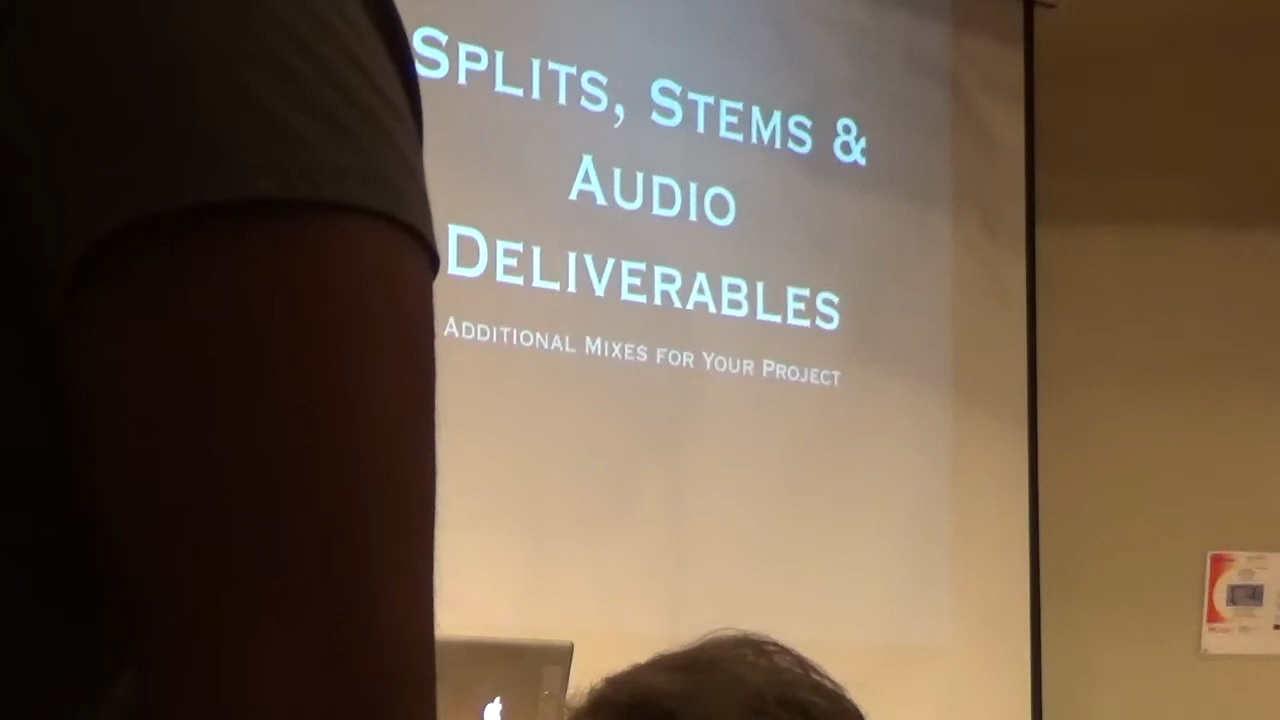 SPLITS, STEMS &
AUDIO
DELIVERABLES
ADDITIONAL MIXES FOR YOUR PROJECT